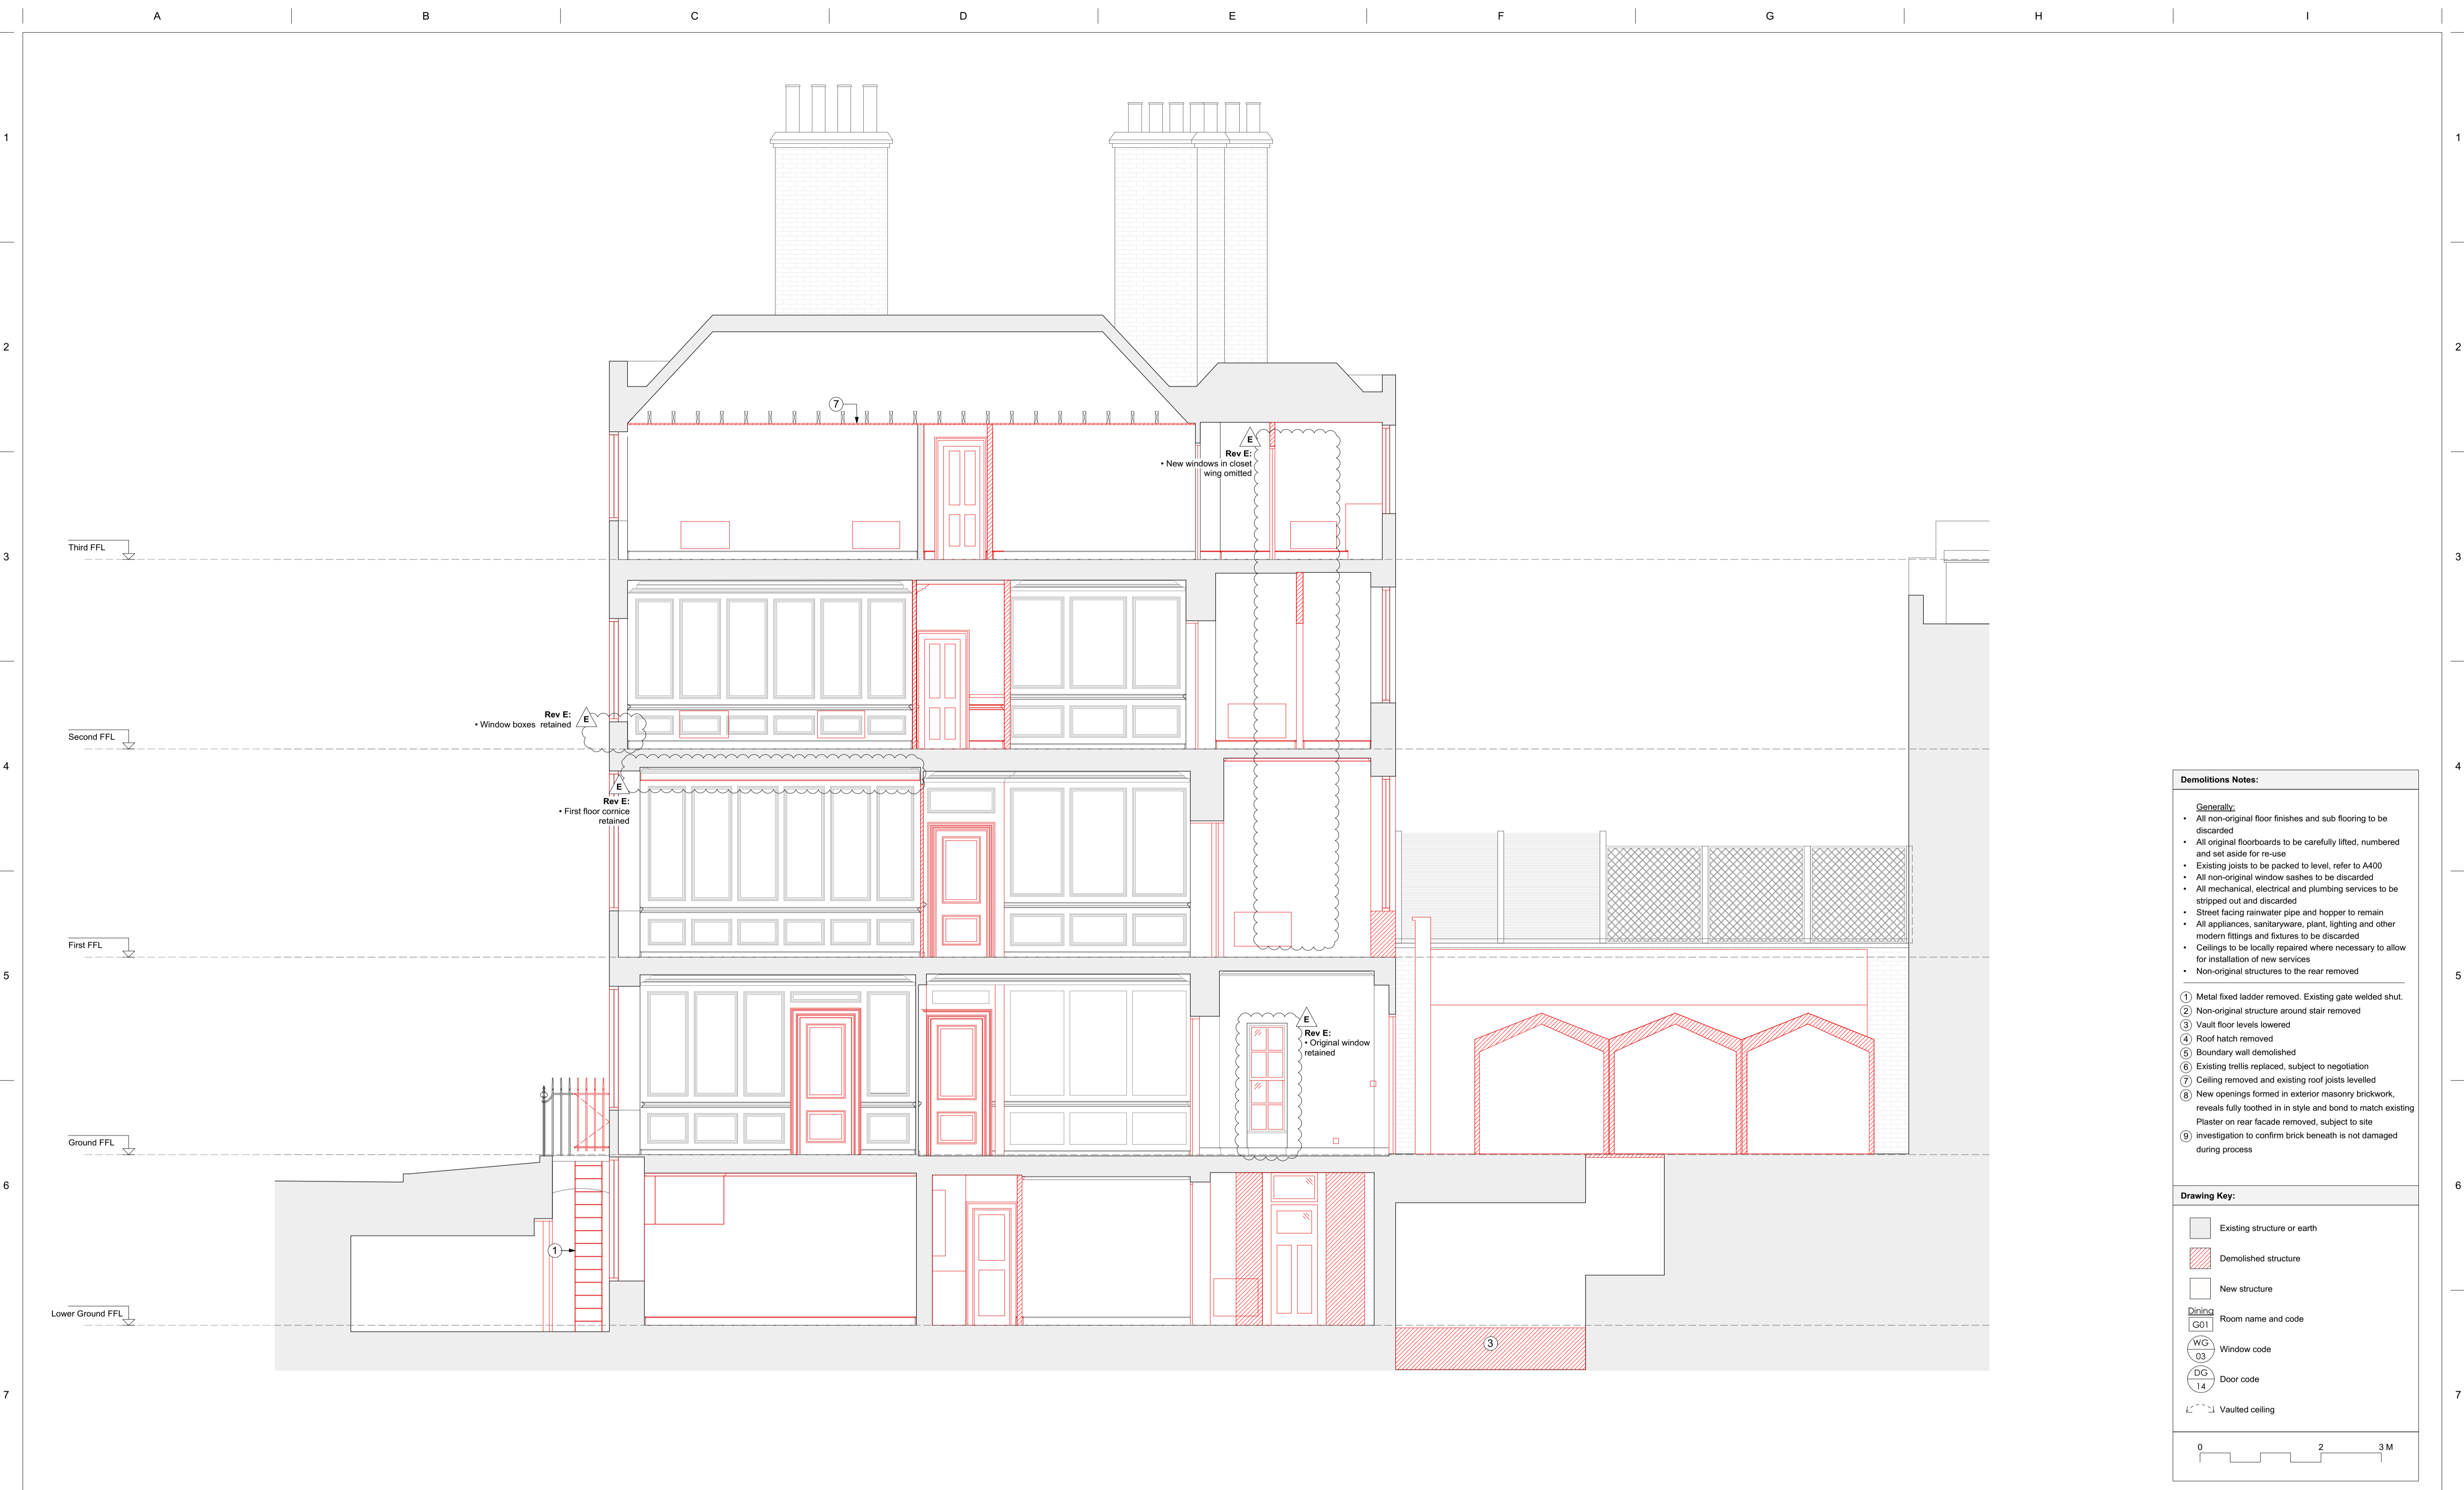 A B C D E F G H I
1 1
2 2
3 3
4 4
5 5
6 6
7 7
7
E
Rev E:
• New windows in closet
wing omitted
Third FFL
Rev E:
• Window boxes retained
E
Second FFL
E
Rev E:
• First floor cornice
retained
First FFL
E
Rev E:
• Original window
retained
Ground FFL
1
Lower Ground FFL
3
Demolitions Notes:
Generally:
• All non-original floor finishes and sub flooring to be
discarded
• All original floorboards to be carefully lifted, numbered
and set aside for re-use
• Existing joists to be packed to level, refer to A400
• All non-original window sashes to be discarded
• All mechanical, electrical and plumbing services to be
stripped out and discarded
• Street facing rainwater pipe and hopper to remain
• All appliances, sanitaryware, plant, lighting and other
modern fittings and fixtures to be discarded
• Ceilings to be locally repaired where necessary to allow
for installation of new services
• Non-original structures to the rear removed
1 Metal fixed ladder removed. Existing gate welded shut.
2 Non-original structure around stair removed
3 Vault floor levels lowered
4 Roof hatch removed
5 Boundary wall demolished
6 Existing trellis replaced, subject to negotiation
7 Ceiling removed and existing roof joists levelled
8 New openings formed in exterior masonry brickwork,
reveals fully toothed in in style and bond to match existing
Plaster on rear facade removed, subject to site
9 investigation to confirm brick beneath is not damaged
during process
Drawing Key:
Existing structure or earth
Demolished structure
New structure
Dining
G01
Room name and code
WG
03
Window code
DG
14
Door code
Vaulted ceiling
0 2 3 M